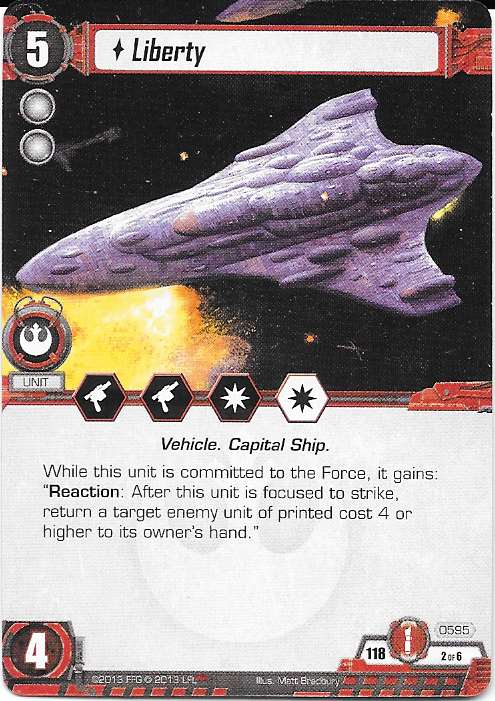 5
Liberty
UNIT
Vehicle. Capital Ship.
While this unit is committed to the Force, it gains:
“Reaction: After this unit is focused to strike,
return a target enemy unit of printed cost 4 or
higher to its owner’s hand.”
4
0595
118
2 OF 6
©2013 FFG © 2013 LFL
Illus. Matt Bradbury